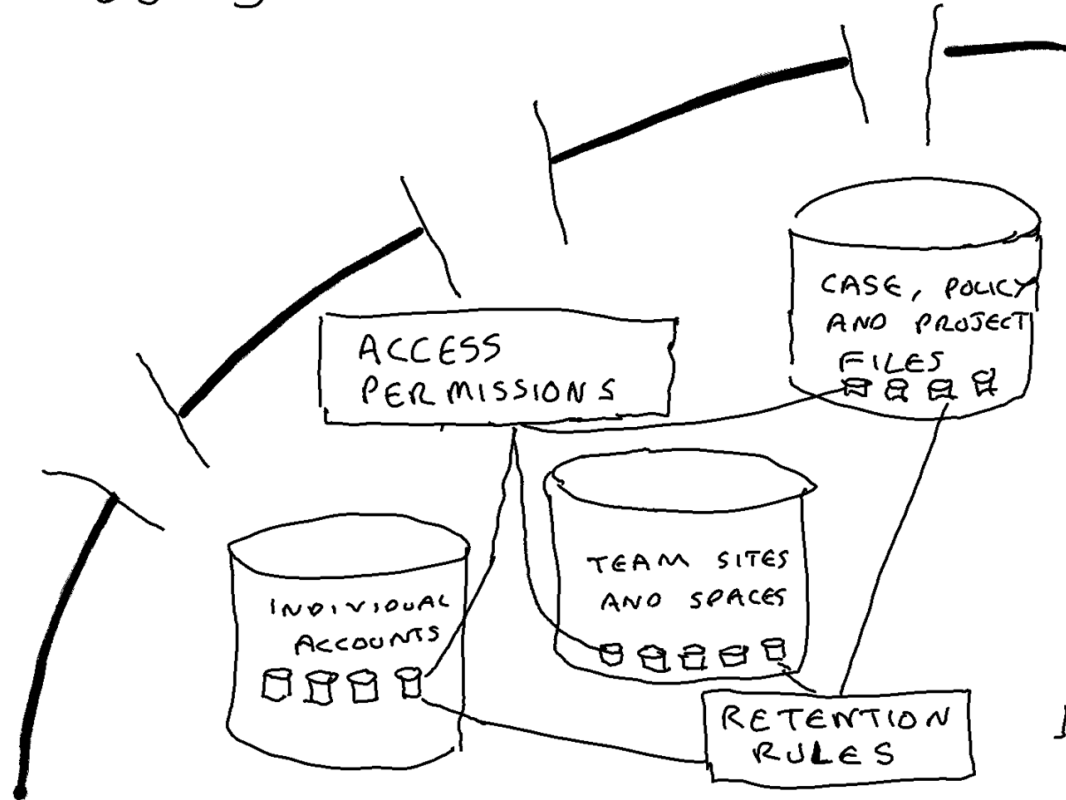 ACCESS
PERMISSIONS
CASE, POLICY
AND PROJECT
FILES
TEAM SITES
AND SPACES
INDIVIDUAL
ACCOUNTS
RETENTION
RULES